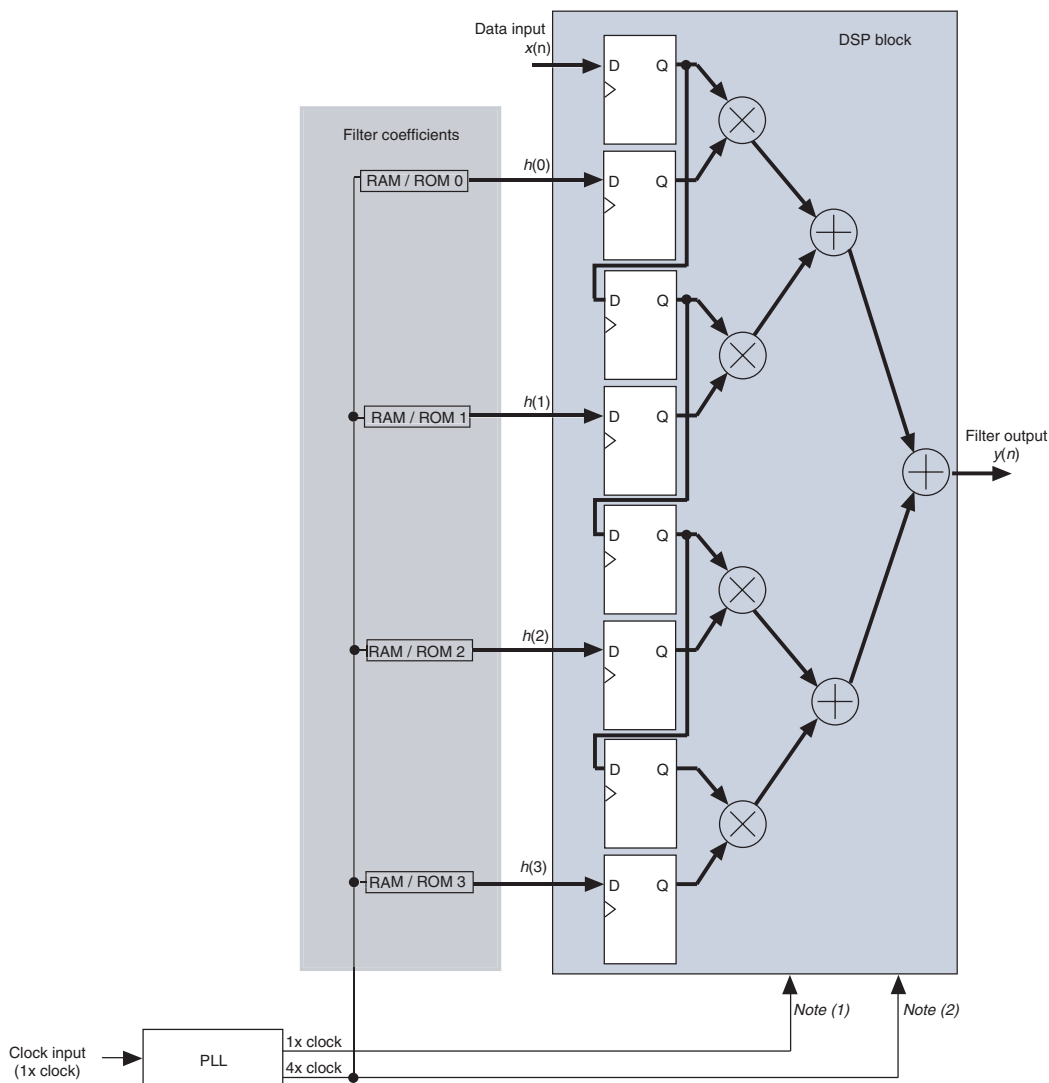 Data input
x(n)
DSP block
D Q
Filter coefficients
RAM / ROM 0
h(0)
D Q
D Q
RAM / ROM 1
h(1)
D Q
Filter output
y(n)
D Q
RAM / ROM 2
h(2)
D Q
D Q
RAM / ROM 3
h(3)
D Q
Note (1)
Note (2)
Clock input
(1x clock)
PLL
1x clock
4x clock